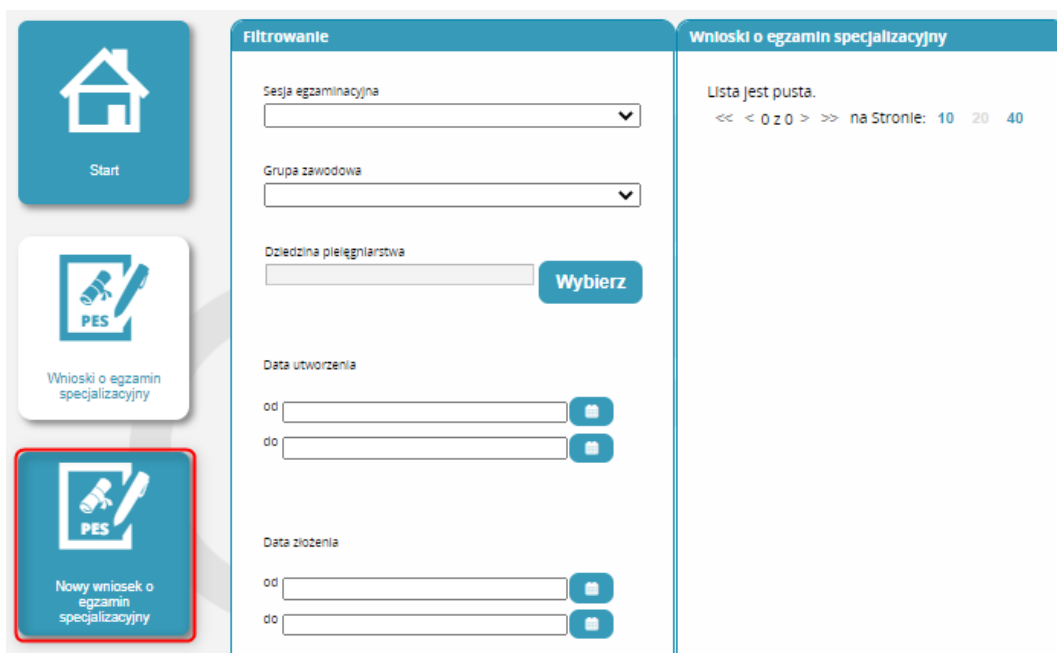 Start
PES
Wnioski o egzamin
specjalizacyjny
PES
Nowy wniosek o
egzamin
specjalizacyjny
Filtrowanie
Sesja egzaminacyjna
Grupa zawodowa
Dziedzina pielęgniarstwa
Wybierz
Data utworzenia
od
do
Data złożenia
od
do
Wnioski o egzamin specjalizacyjny
Lista jest pusta.
<< < 0 z 0 > >> na Stronie: 10 20 40